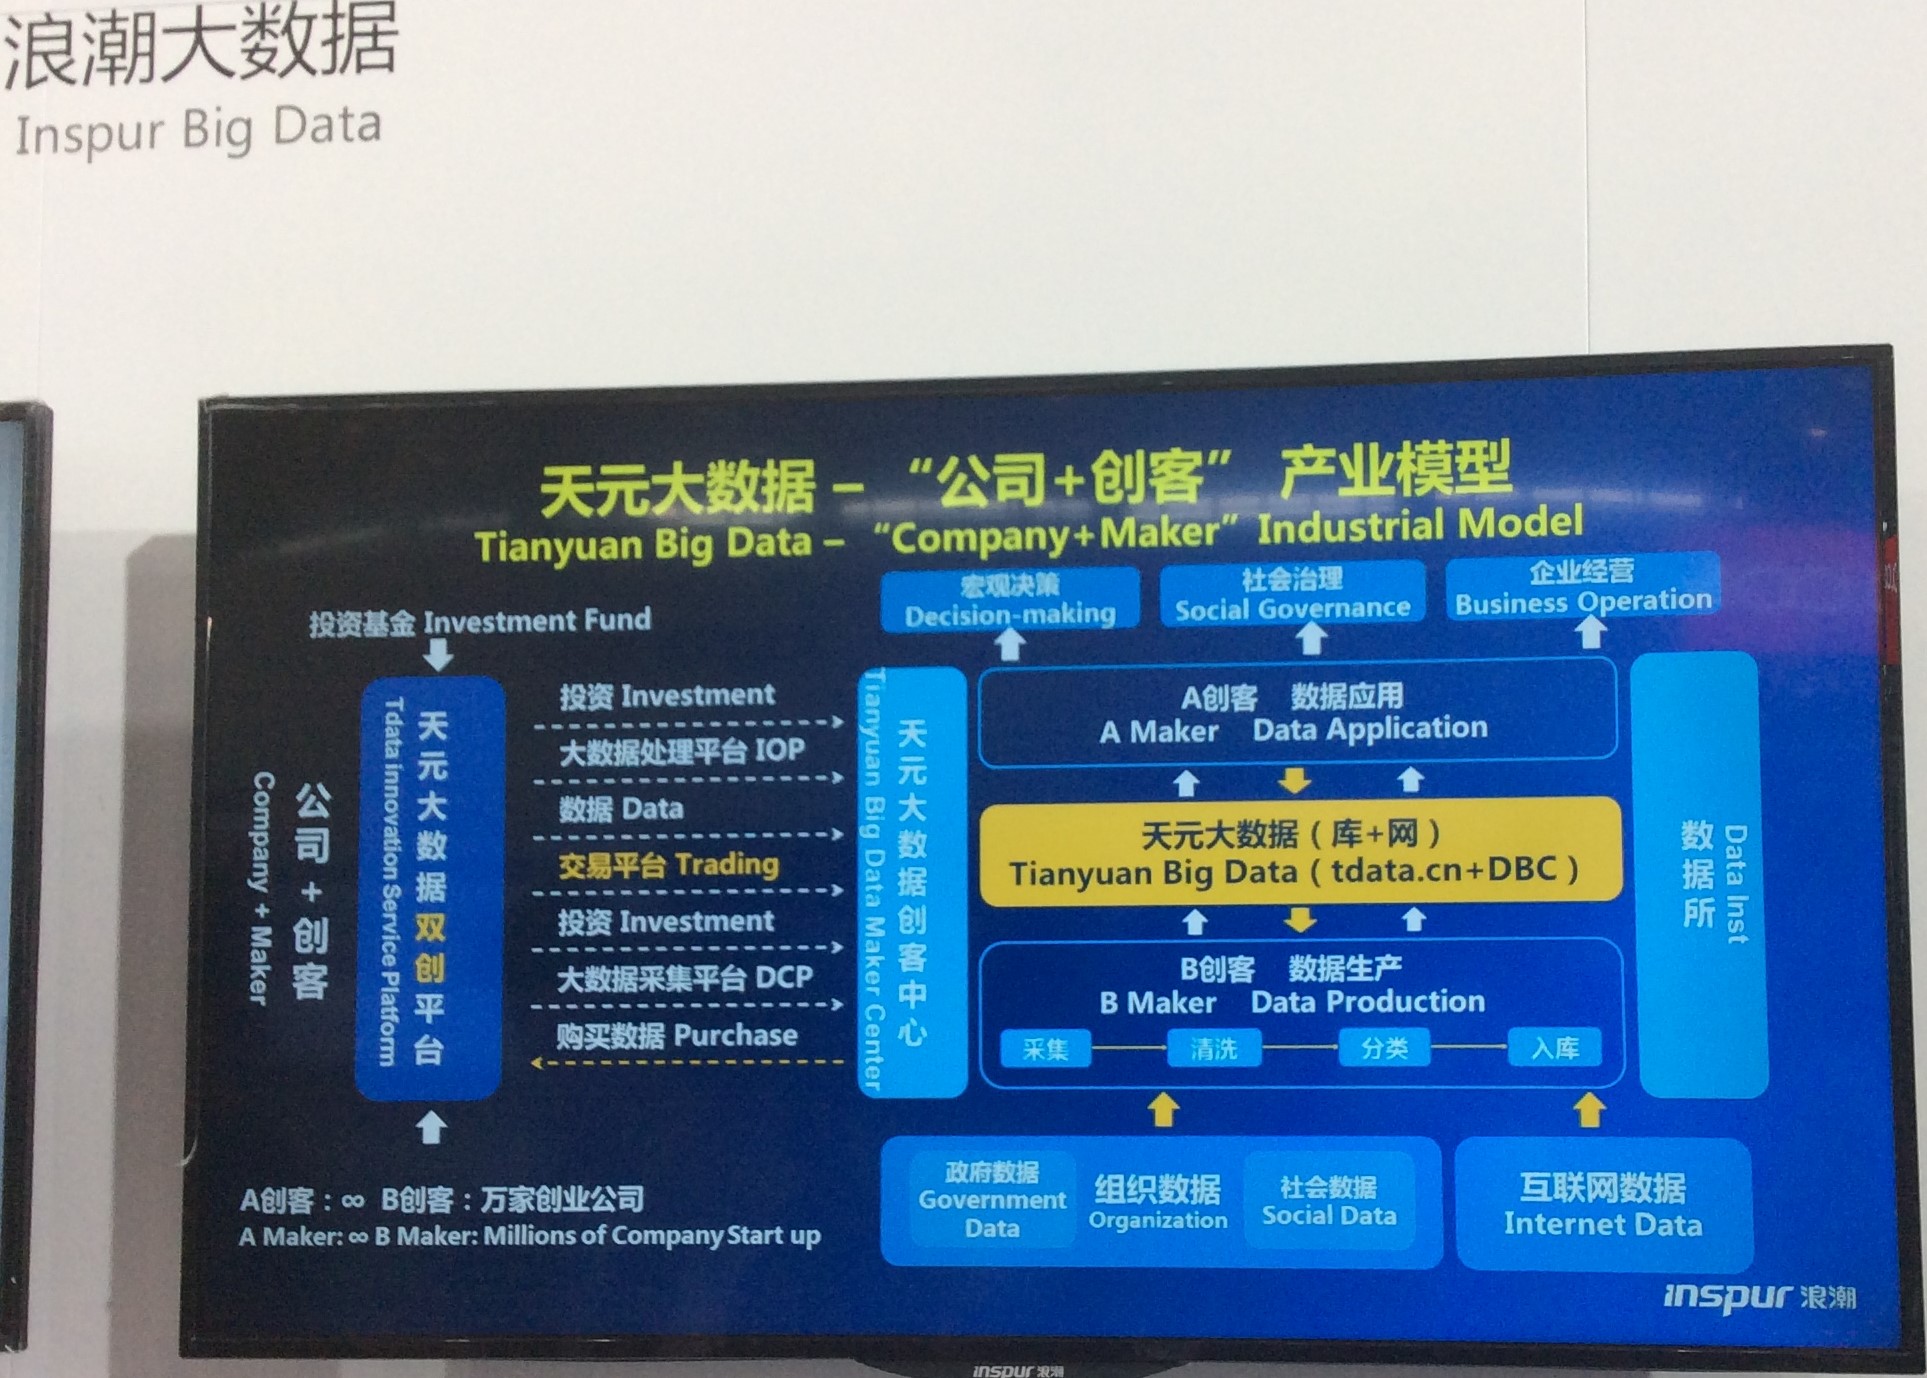 浪潮大数据
Inspur Big Data
天元大数据 – “公司+创客” 产业模型
Tianyuan Big Data – “Company+Maker” Industrial Model
投资基金 Investment Fund
宏观决策
Decision-making
社会治理
Social Governance
企业经营
Business Operation
公司+创客
Company + Maker
天元大数据双创平台
Tdata innovation Service Platform
投资 Investment
大数据处理平台 IOP
数据 Data
交易平台 Trading
投资 Investment
大数据采集平台 DCP
购买数据 Purchase
天元大数据创客中心
Tianyuan Big Data Maker Center
A创客 数据应用
A Maker Data Application
天元大数据（库+网）
Tianyuan Big Data（tdata.cn+DBC）
B创客 数据生产
B Maker Data Production
采集
清洗
分类
入库
数据所
Data Inst
A创客：∞ B创客：万家创业公司
A Maker: ∞ B Maker: Millions of Company Start up
政府数据
Government
Data
组织数据
Organization
社会数据
Social Data
互联网数据
Internet Data
inspur 浪潮
inspur 浪潮